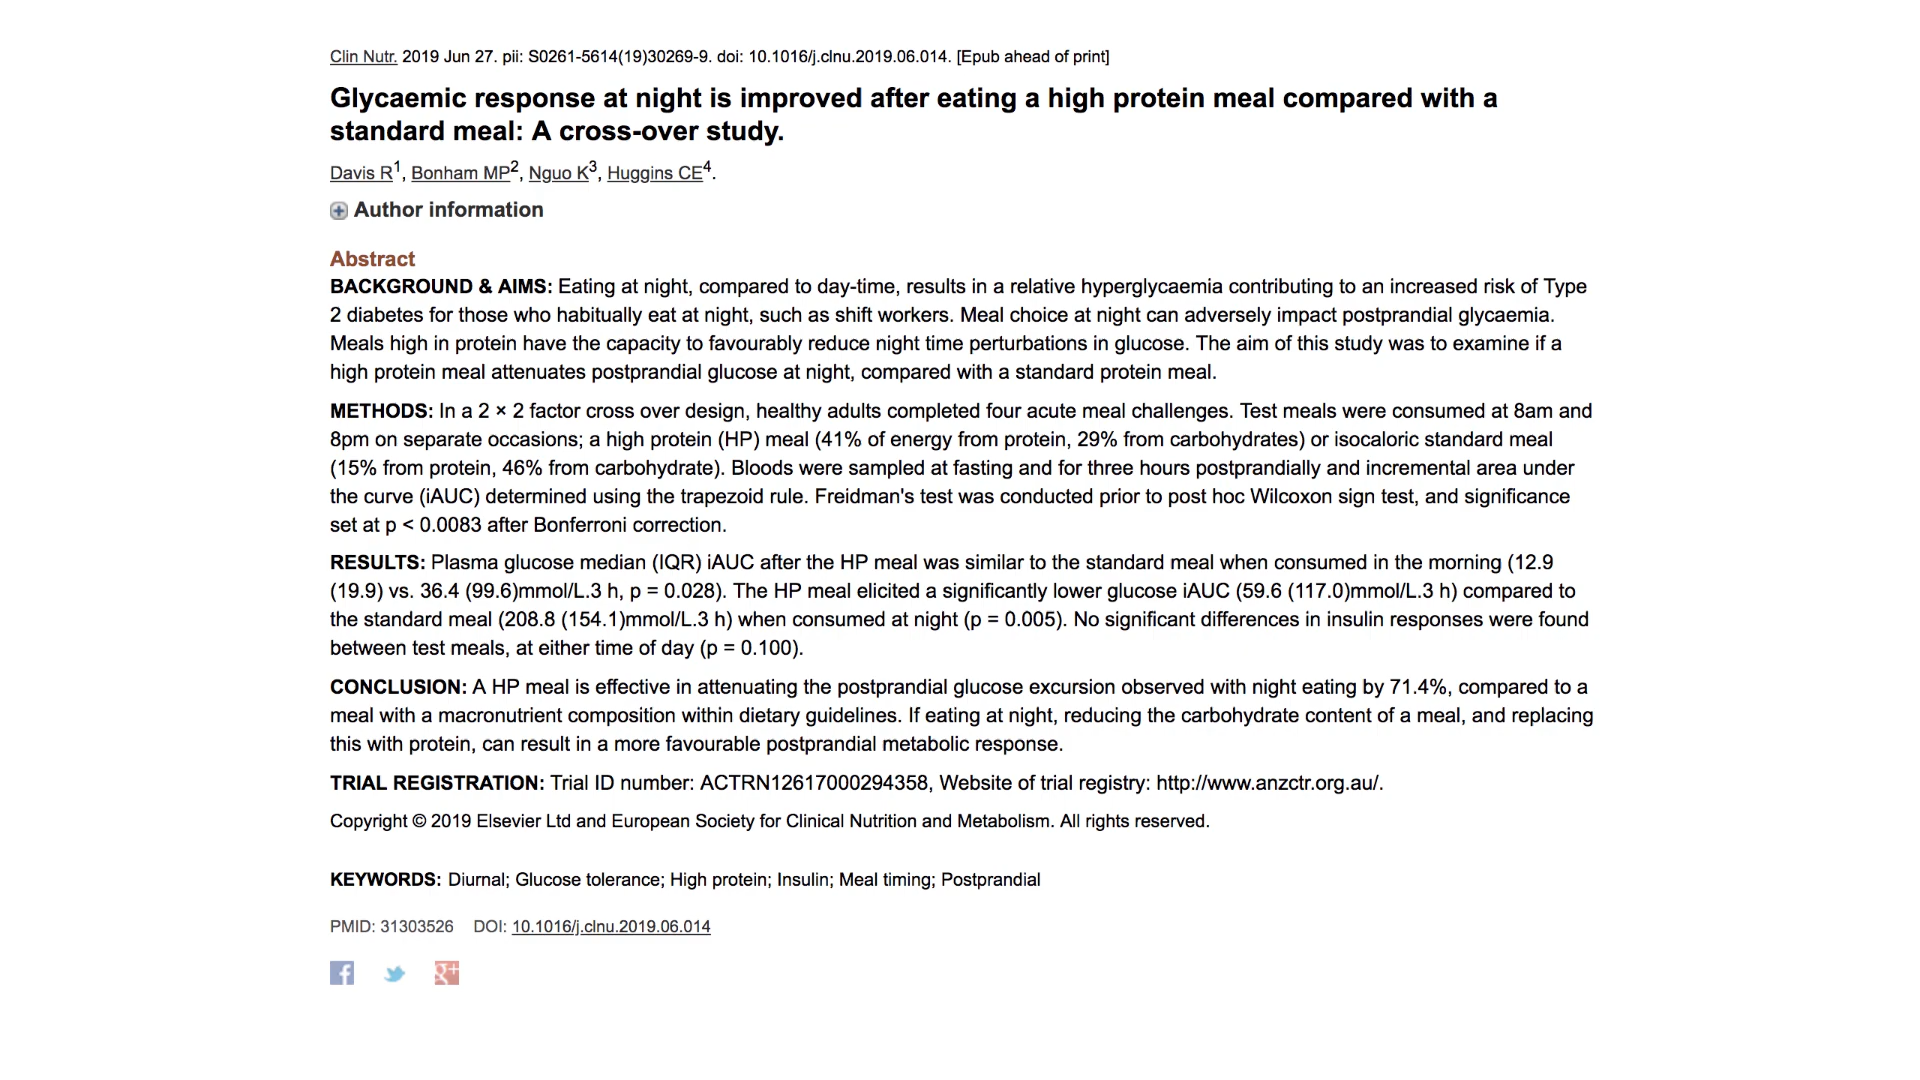 Clin Nutr. 2019 Jun 27. pii: S0261-5614(19)30269-9. doi: 10.1016/j.clnu.2019.06.014. [Epub ahead of print]
Glycaemic response at night is improved after eating a high protein meal compared with a
standard meal: A cross-over study.
Davis R1, Bonham MP2, Nguo K3, Huggins CE4.
Author information
Abstract
BACKGROUND & AIMS: Eating at night, compared to day-time, results in a relative hyperglycaemia contributing to an increased risk of Type
2 diabetes for those who habitually eat at night, such as shift workers. Meal choice at night can adversely impact postprandial glycaemia.
Meals high in protein have the capacity to favourably reduce night time perturbations in glucose. The aim of this study was to examine if a
high protein meal attenuates postprandial glucose at night, compared with a standard protein meal.
METHODS: In a 2 × 2 factor cross over design, healthy adults completed four acute meal challenges. Test meals were consumed at 8am and
8pm on separate occasions; a high protein (HP) meal (41% of energy from protein, 29% from carbohydrates) or isocaloric standard meal
(15% from protein, 46% from carbohydrate). Bloods were sampled at fasting and for three hours postprandially and incremental area under
the curve (iAUC) determined using the trapezoid rule. Freidman's test was conducted prior to post hoc Wilcoxon sign test, and significance
set at p < 0.0083 after Bonferroni correction.
RESULTS: Plasma glucose median (IQR) iAUC after the HP meal was similar to the standard meal when consumed in the morning (12.9
(19.9) vs. 36.4 (99.6)mmol/L.3 h, p = 0.028). The HP meal elicited a significantly lower glucose iAUC (59.6 (117.0)mmol/L.3 h) compared to
the standard meal (208.8 (154.1)mmol/L.3 h) when consumed at night (p = 0.005). No significant differences in insulin responses were found
between test meals, at either time of day (p = 0.100).
CONCLUSION: A HP meal is effective in attenuating the postprandial glucose excursion observed with night eating by 71.4%, compared to a
meal with a macronutrient composition within dietary guidelines. If eating at night, reducing the carbohydrate content of a meal, and replacing
this with protein, can result in a more favourable postprandial metabolic response.
TRIAL REGISTRATION: Trial ID number: ACTRN12617000294358, Website of trial registry: http://www.anzctr.org.au/.
Copyright © 2019 Elsevier Ltd and European Society for Clinical Nutrition and Metabolism. All rights reserved.
KEYWORDS: Diurnal; Glucose tolerance; High protein; Insulin; Meal timing; Postprandial
PMID: 31303526 DOI: 10.1016/j.clnu.2019.06.014
f g+